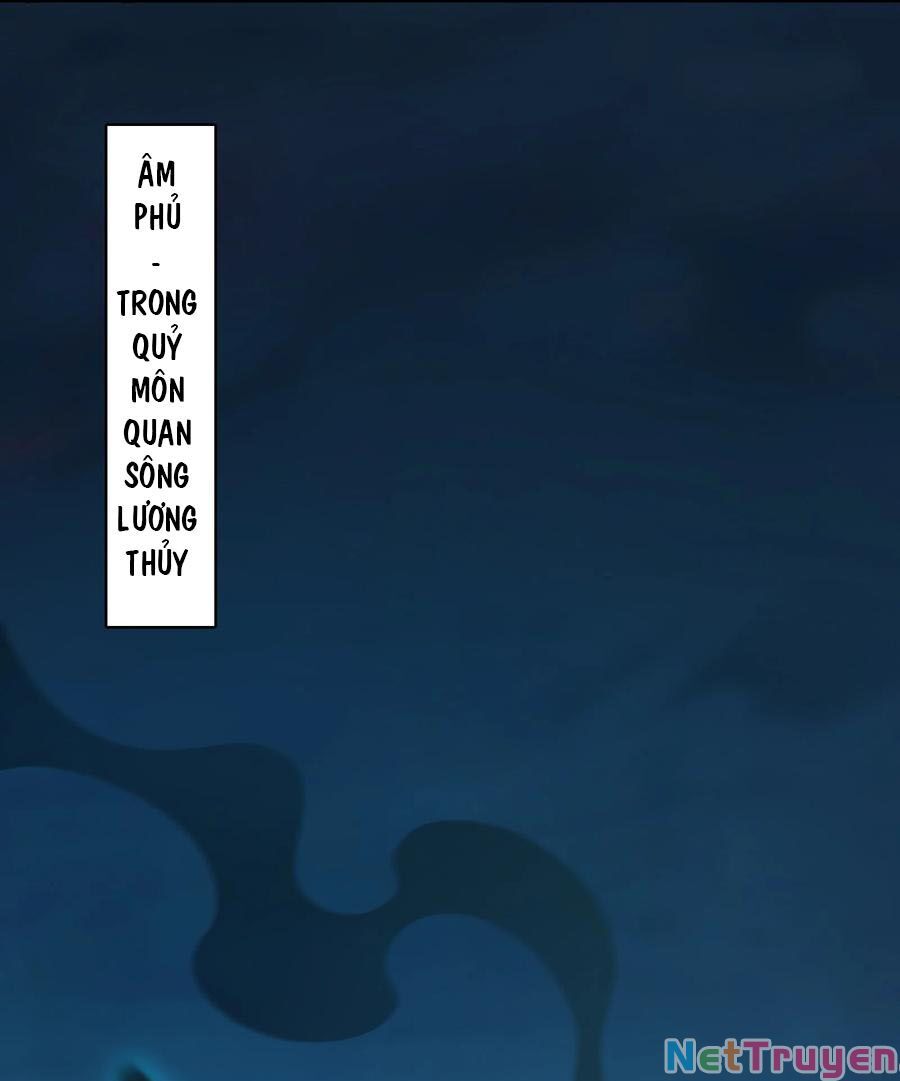 ÂM
PHỦ
-
TRONG
QUỶ
MÔN
QUAN
SÔNG
LƯƠNG
THỦY
NetTruyen